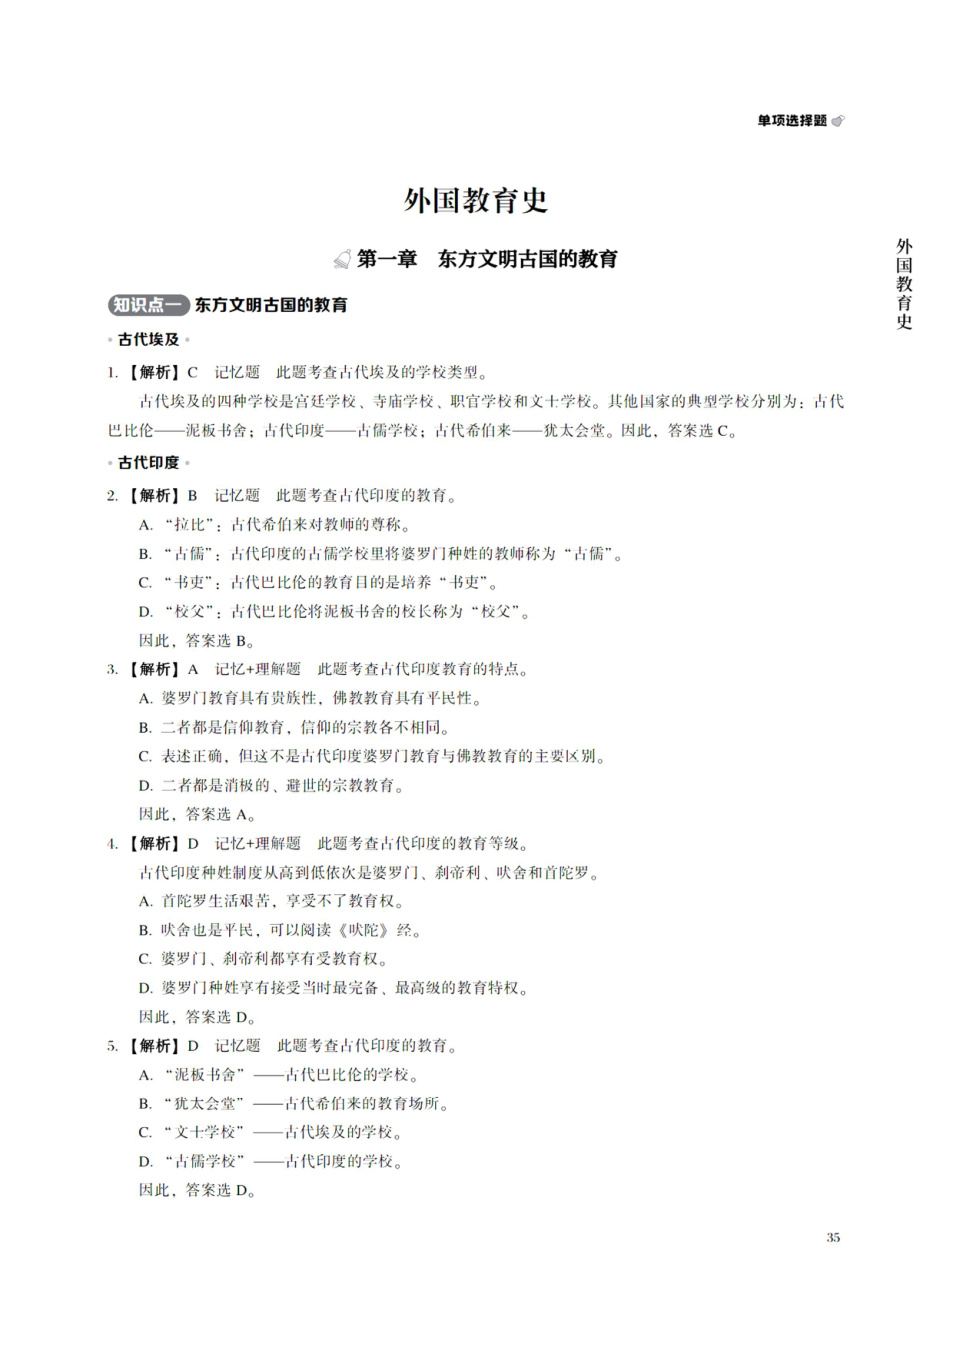 单项选择题
外国教育史
第一章 东方文明古国的教育
外国教育史
知识点一 东方文明古国的教育
古代埃及
1. 【解析】C 记忆题 此题考查古代埃及的学校类型。
古代埃及的四种学校是宫廷学校、寺庙学校、职官学校和文士学校。其他国家的典型学校分别为：古代
巴比伦——泥板书舍；古代印度——古儒学校；古代希伯来——犹太会堂。因此，答案选 C。
古代印度
2. 【解析】B 记忆题 此题考查古代印度的教育。
A. “拉比”：古代希伯来对教师的尊称。
B. “古儒”：古代印度的古儒学校里将婆罗门种姓的教师称为“古儒”。
C. “书吏”：古代巴比伦的教育目的是培养“书吏”。
D. “校父”：古代巴比伦将泥板书舍的校长称为“校父”。
因此，答案选 B。
3. 【解析】A 记忆+理解题 此题考查古代印度教育的特点。
A. 婆罗门教育具有贵族性，佛教教育具有平民性。
B. 二者都是信仰教育，信仰的宗教各不相同。
C. 表述正确，但这不是古代印度婆罗门教育与佛教教育的主要区别。
D. 二者都是消极的、避世的宗教教育。
因此，答案选 A。
4. 【解析】D 记忆+理解题 此题考查古代印度的教育等级。
古代印度种姓制度从高到低依次是婆罗门、刹帝利、吠舍和首陀罗。
A. 首陀罗生活艰苦，享受不了教育权。
B. 吠舍也是平民，可以阅读《吠陀》经。
C. 婆罗门、刹帝利都享有受教育权。
D. 婆罗门种姓享有接受当时最完备、最高级的教育特权。
因此，答案选 D。
5. 【解析】D 记忆题 此题考查古代印度的教育。
A. “泥板书舍”——古代巴比伦的学校。
B. “犹太会堂”——古代希伯来的教育场所。
C. “文士学校”——古代埃及的学校。
D. “古儒学校”——古代印度的学校。
因此，答案选 D。
35